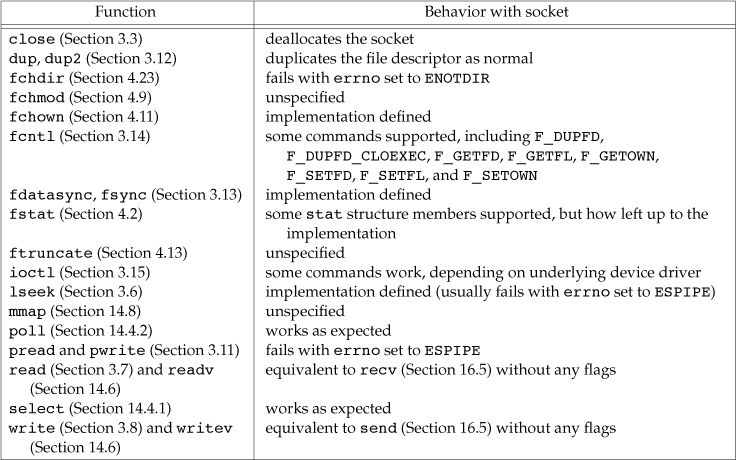 Function Behavior with socket
close (Section 3.3) deallocates the socket
dup, dup2 (Section 3.12) duplicates the file descriptor as normal
fchdir (Section 4.23) fails with errno set to ENOTDIR
fchmod (Section 4.9) unspecified
fchown (Section 4.11) implementation defined
fcntl (Section 3.14) some commands supported, including F_DUPFD,
F_DUPFD_CLOEXEC, F_GETFD, F_GETFL, F_GETOWN,
F_SETFD, F_SETFL, and F_SETOWN
fdatasync, fsync (Section 3.13) implementation defined
fstat (Section 4.2) some stat structure members supported, but how left up to the
implementation
ftruncate (Section 4.13) unspecified
ioctl (Section 3.15) some commands work, depending on underlying device driver
lseek (Section 3.6) implementation defined (usually fails with errno set to ESPIPE)
mmap (Section 14.8) unspecified
poll (Section 14.4.2) works as expected
pread and pwrite (Section 3.11) fails with errno set to ESPIPE
read (Section 3.7) and readv equivalent to recv (Section 16.5) without any flags
(Section 14.6)
select (Section 14.4.1) works as expected
write (Section 3.8) and writev equivalent to send (Section 16.5) without any flags
(Section 14.6)